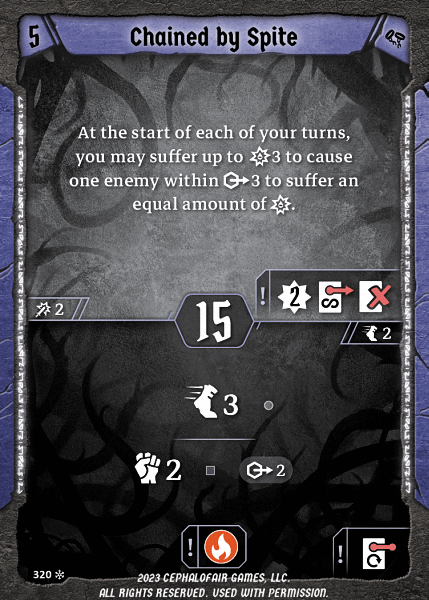 5 Chained by Spite
At the start of each of your turns,
you may suffer up to 3 to cause
one enemy within 3 to suffer an
equal amount of .
! 2
2
15
2
3
2 2
!
!
320
2023 CEPHALOFAIR GAMES, LLC.
ALL RIGHTS RESERVED. USED WITH PERMISSION.